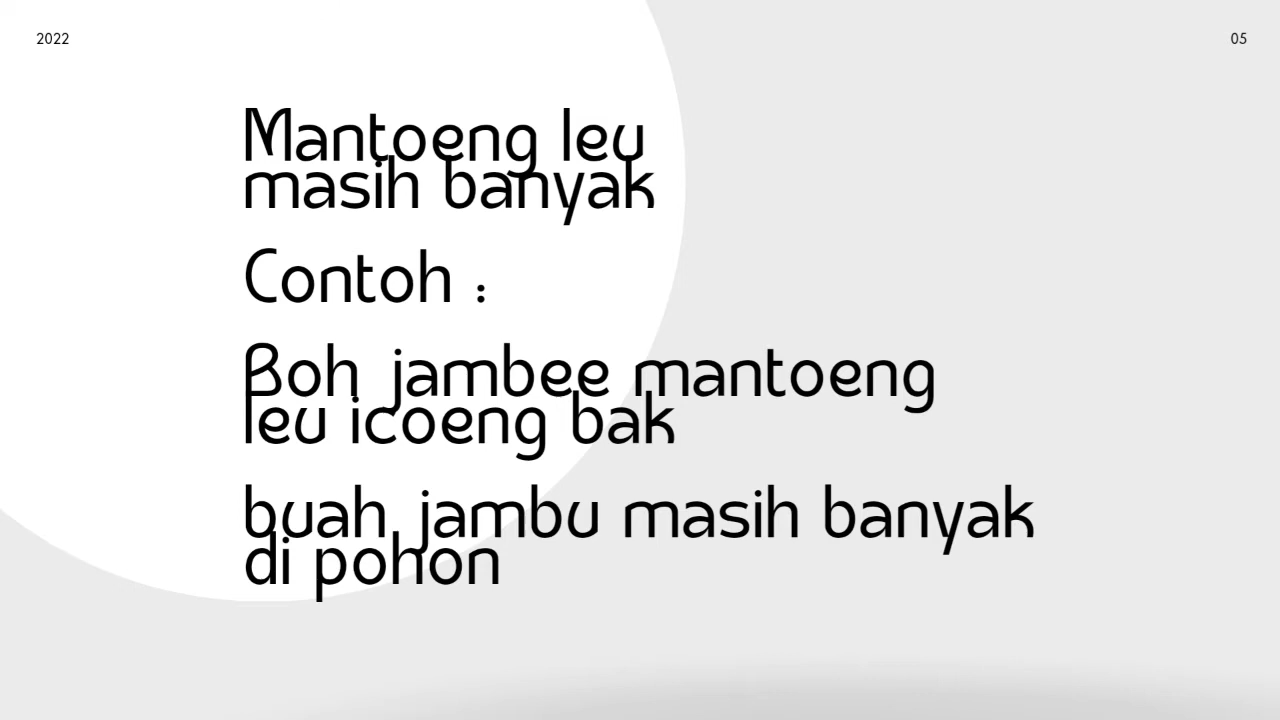 2022
05
Mantoeng leu
masih banyak
Contoh :
Boh jambee mantoeng
leu icoeng bak
buah jambu masih banyak
di pohon